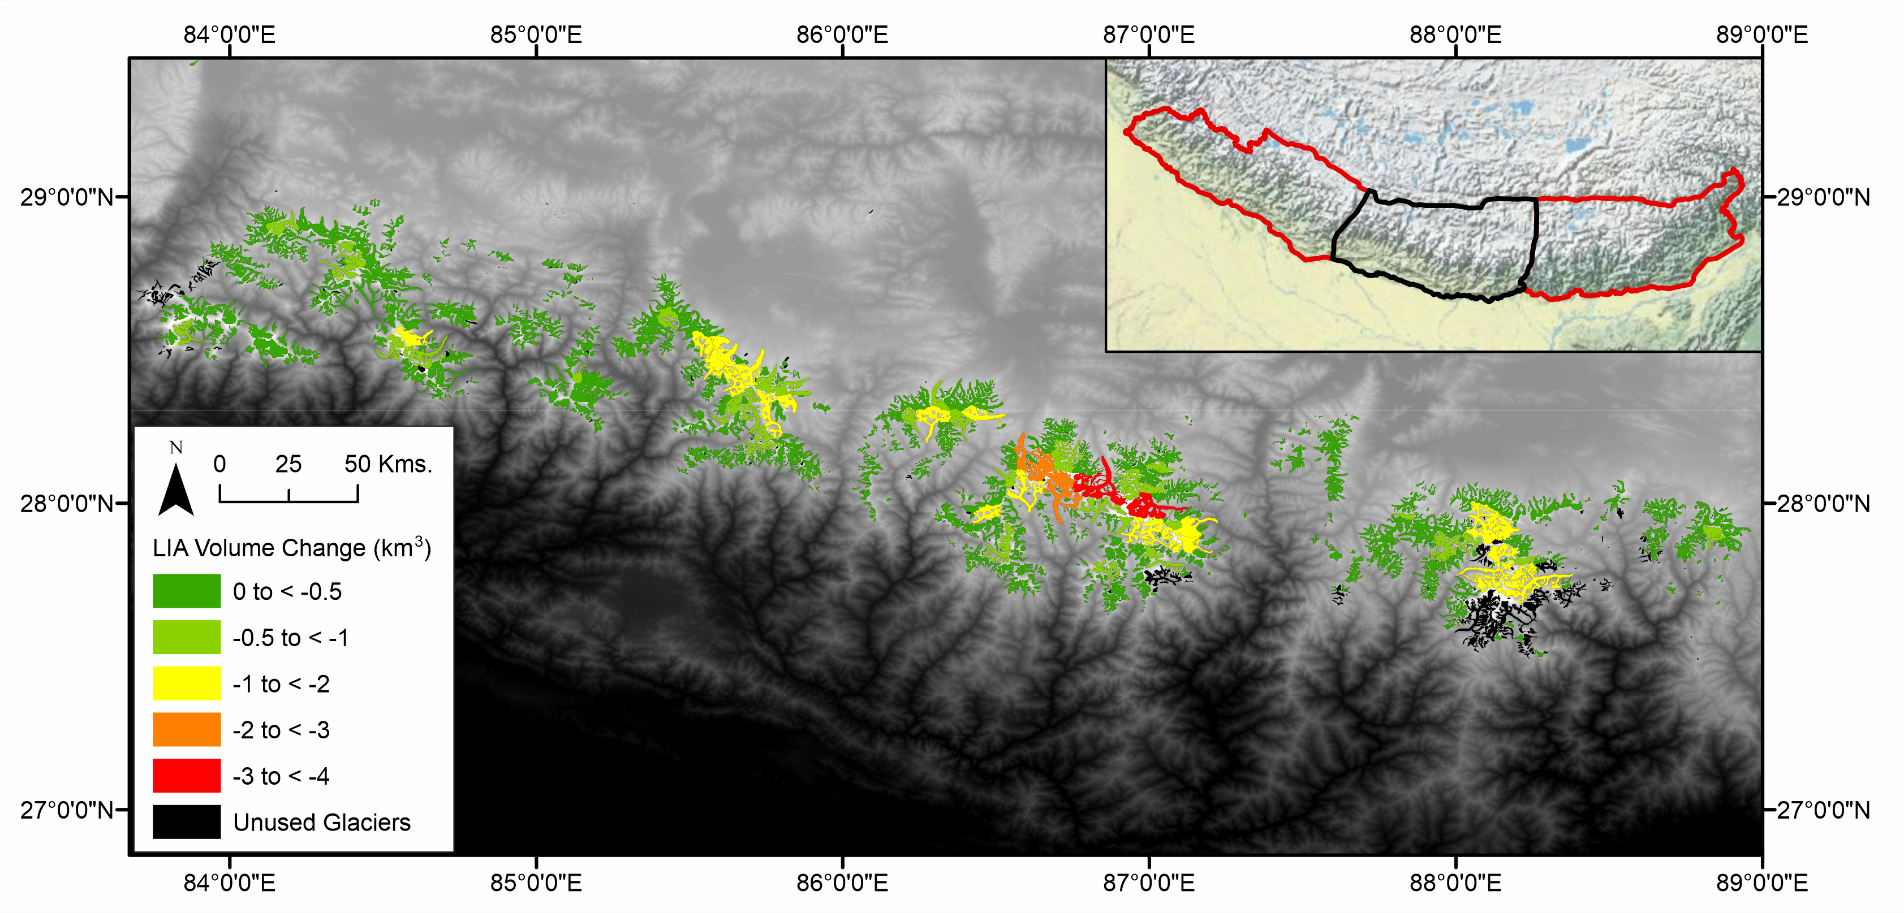 84°0'0"E 85°0'0"E 86°0'0"E 87°0'0"E 88°0'0"E 89°0'0"E
29°0'0"N 29°0'0"N
N
0 25 50 Kms.
28°0'0"N 28°0'0"N
LIA Volume Change (km³)
0 to < -0.5
-0.5 to < -1
-1 to < -2
-2 to < -3
-3 to < -4
27°0'0"N 27°0'0"N
Unused Glaciers
84°0'0"E 85°0'0"E 86°0'0"E 87°0'0"E 88°0'0"E 89°0'0"E